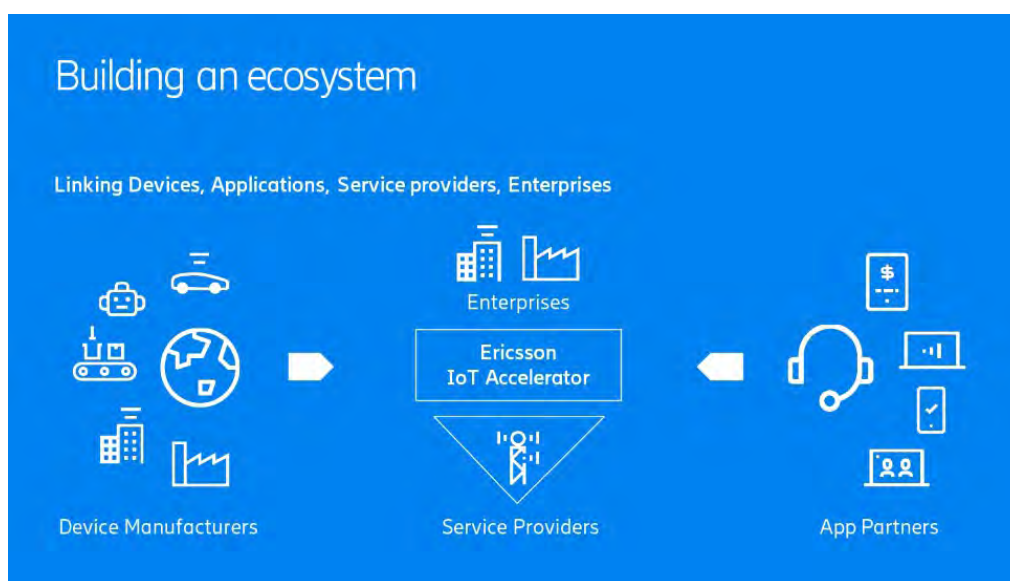 Building an ecosystem
Linking Devices, Applications, Service providers, Enterprises
Enterprises
Ericsson
IoT Accelerator
$
Device Manufacturers
Service Providers
App Partners